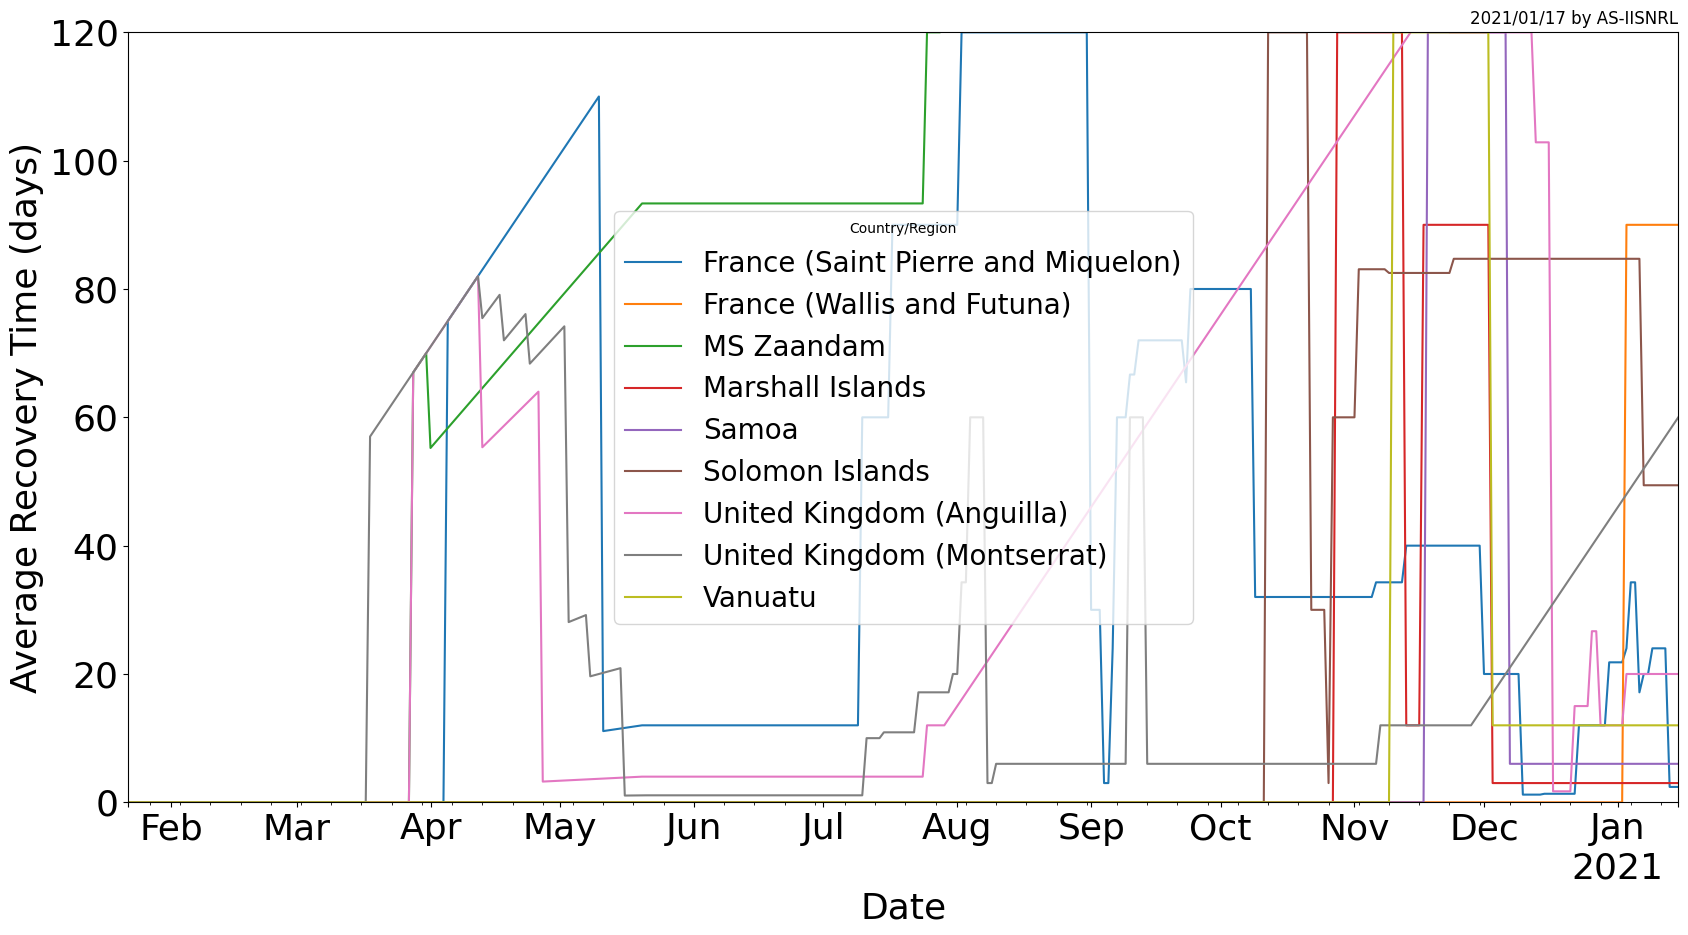 2021/01/17 by AS-IISNRL
120
100
80
60
40
20
0
Average Recovery Time (days)
Country/Region
France (Saint Pierre and Miquelon)
France (Wallis and Futuna)
MS Zaandam
Marshall Islands
Samoa
Solomon Islands
United Kingdom (Anguilla)
United Kingdom (Montserrat)
Vanuatu
Feb Mar Apr May Jun Jul Aug Sep Oct Nov Dec Jan
2021
Date